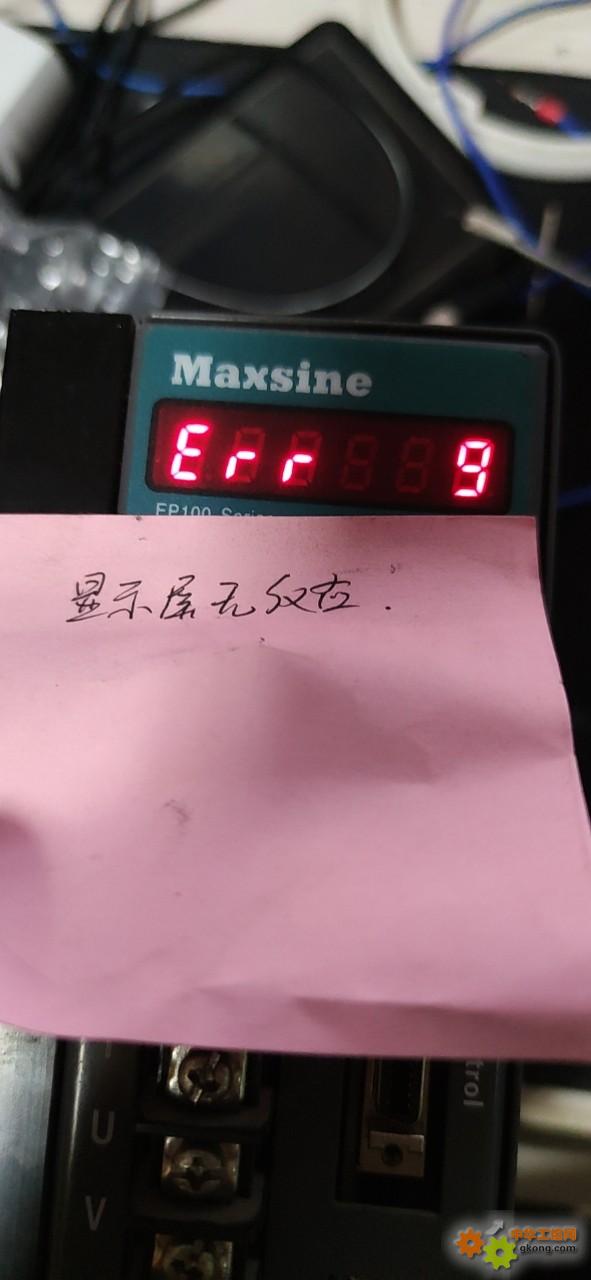 Maxsine
Err 9
EP100 Series
显示屏无反应.
trol
U
V
中华工控网
gkong.com